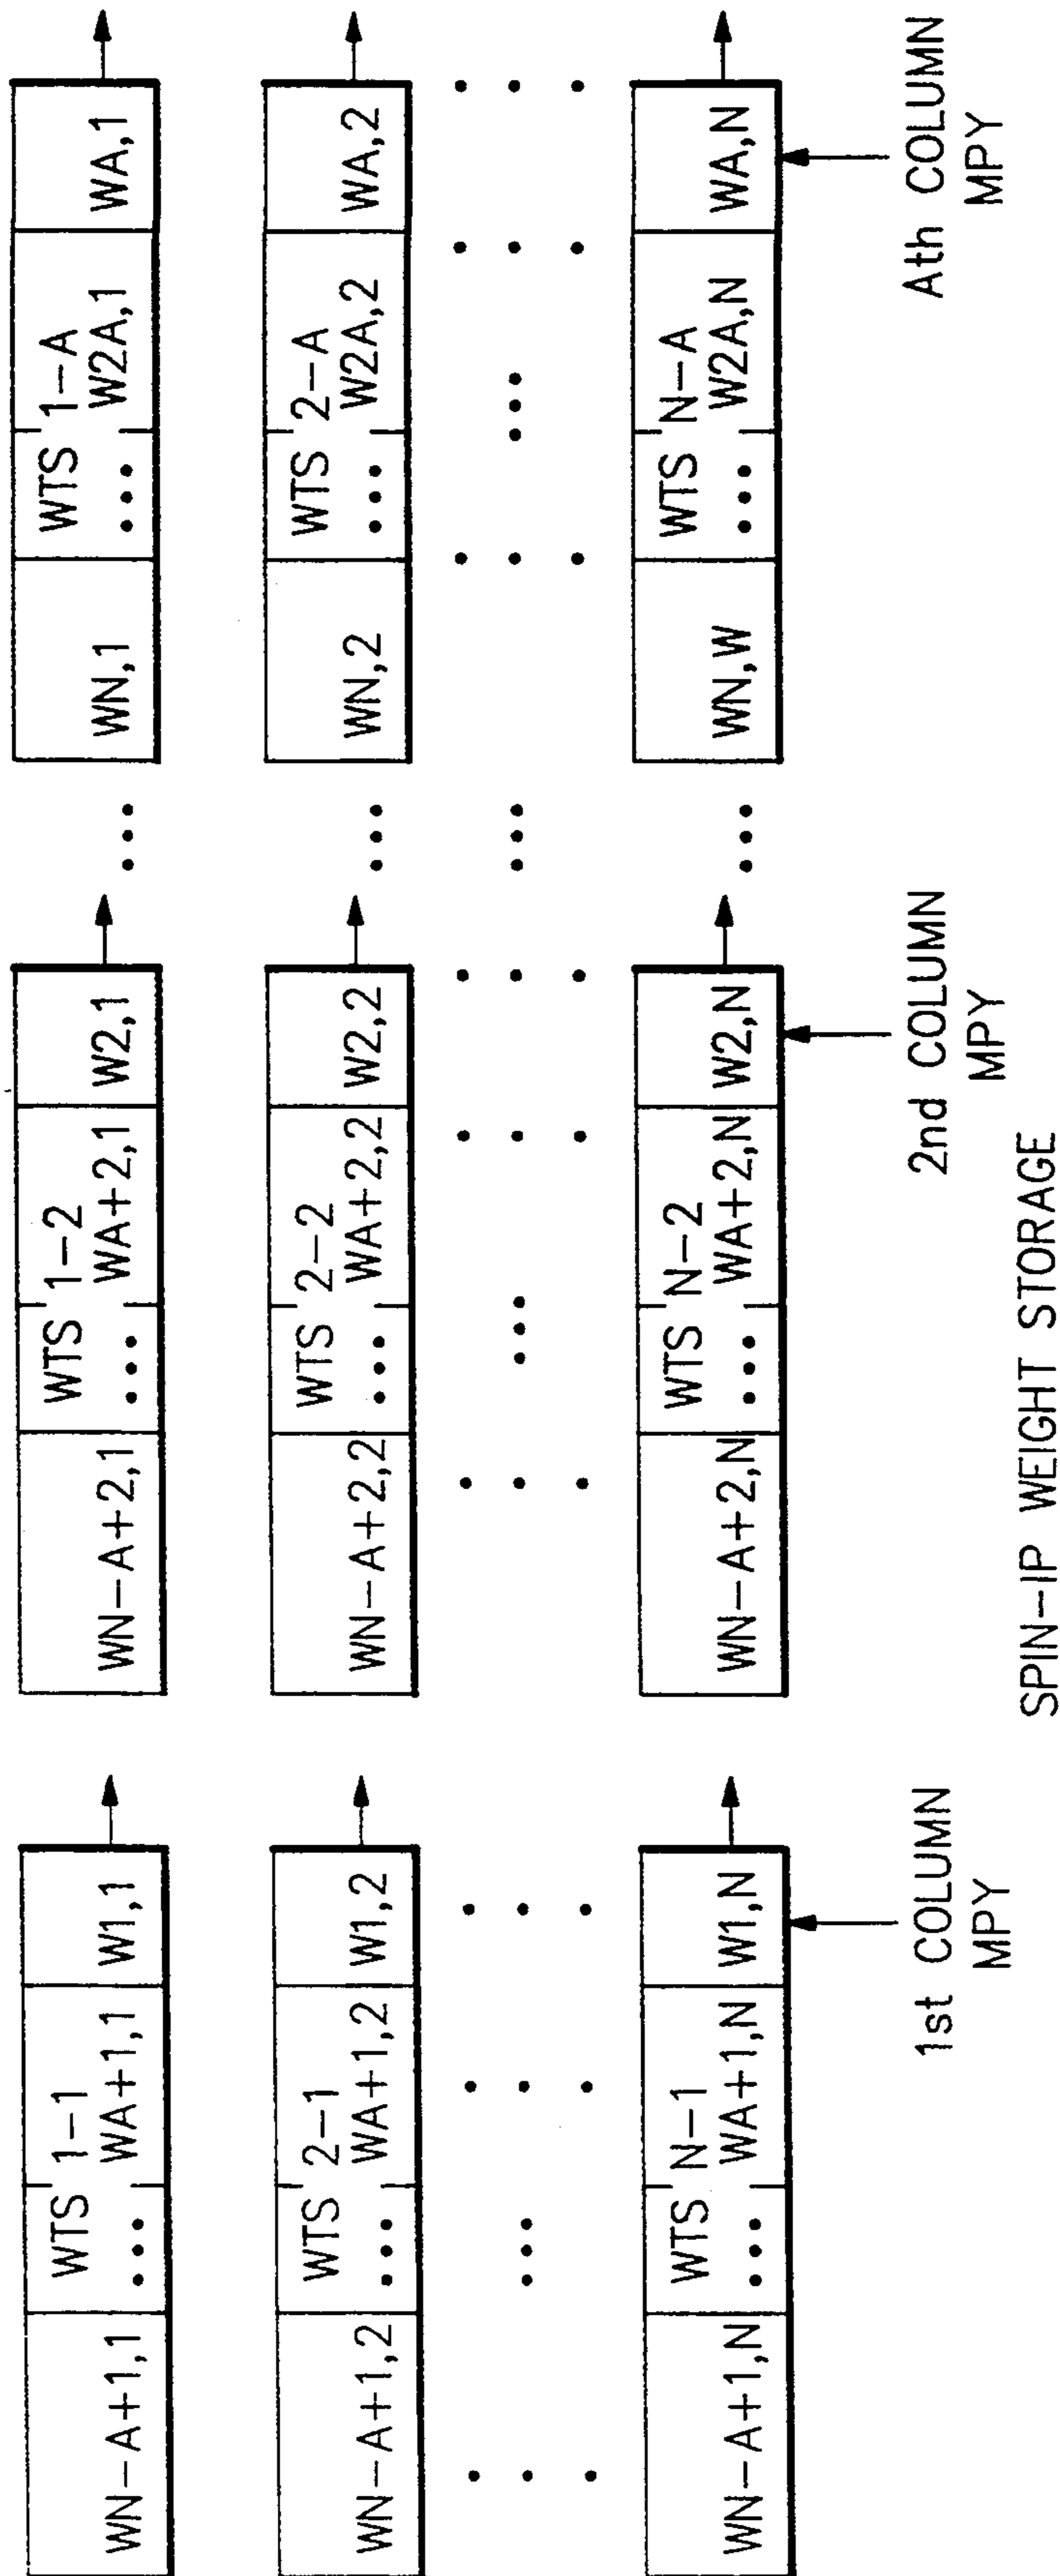 WTS 1-1
WN-A+1,1 ... WA+1,1 W1,1
WTS 1-2
WN-A+2,1 ... WA+2,1 W2,1
...
WTS 1-A
WN,1 ... W2A,1 WA,1
WTS 2-1
WN-A+1,2 ... WA+1,2 W1,2
WTS 2-2
WN-A+2,2 ... WA+2,2 W2,2
...
WTS 2-A
WN,2 ... W2A,2 WA,2
WTS N-1
WN-A+1,N ... WA+1,N W1,N
WTS N-2
WN-A+2,N ... WA+2,N W2,N
...
WTS N-A
WN,W ... W2A,N WA,N
1st COLUMN
MPY
2nd COLUMN
MPY
Ath COLUMN
MPY
SPIN-IP WEIGHT STORAGE